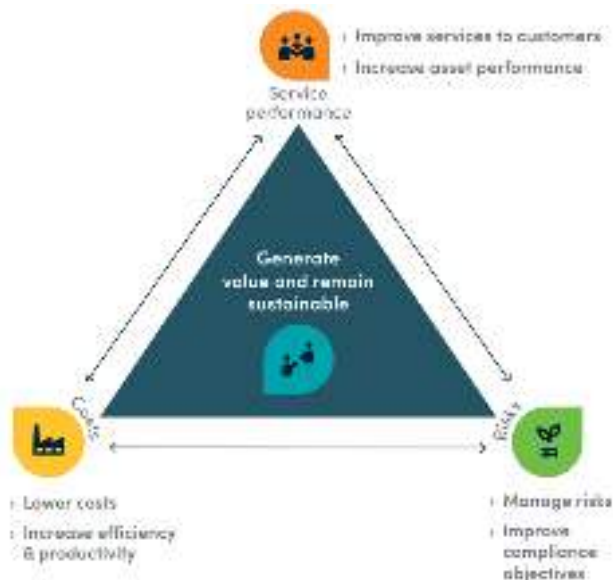 › Improve services to customers
› Increase asset performance
Service
performance
Generate
value and remain
sustainable
Costs
Risks
› Lower costs
› Increase efficiency
& productivity
› Manage risks
› Improve
compliance
objectives